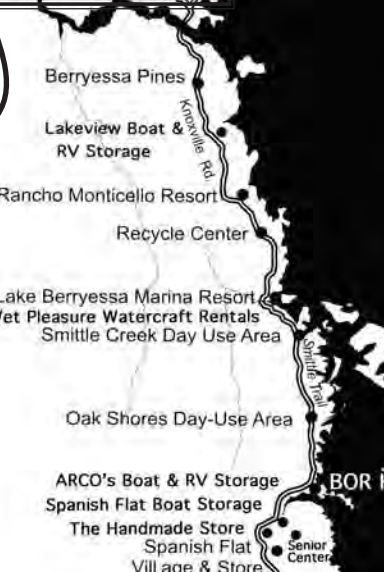 Berryessa Pines
Knoxville Rd.
Lakeview Boat &
RV Storage
Rancho Monticello Resort
Recycle Center
Lake Berryessa Marina Resort
Pleasure Watercraft Rentals
Smittle Creek Day Use Area
Smittle Trail
Oak Shores Day-Use Area
ARCO's Boat & RV Storage
BOR
Spanish Flat Boat Storage
The Handmade Store
Senior
Center
Spanish Flat
Village & Store